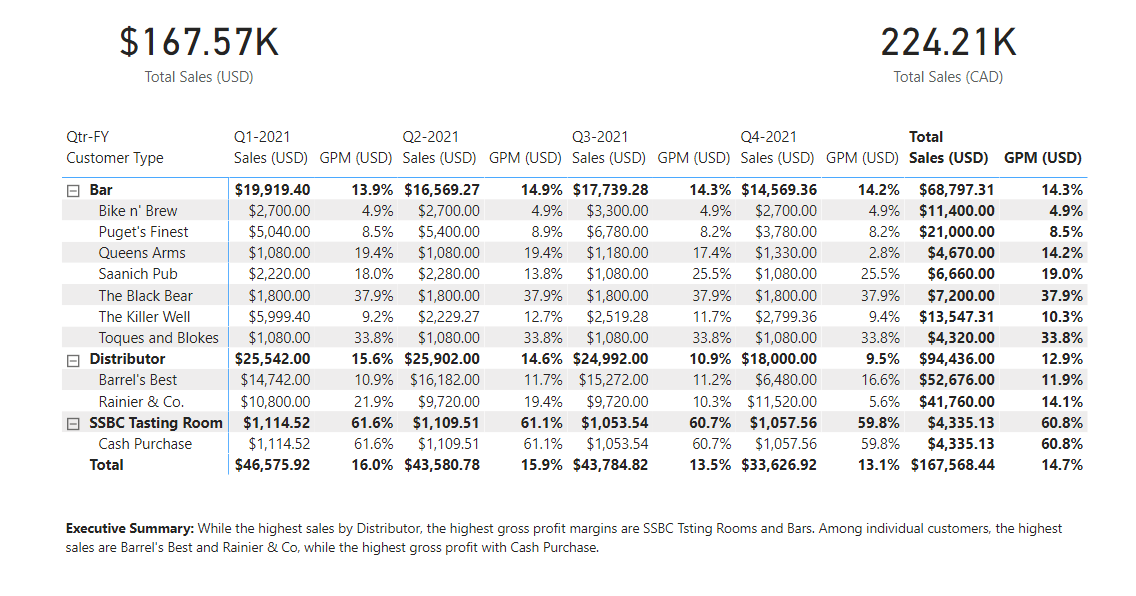 $167.57K 224.21K
Total Sales (USD) Total Sales (CAD)
Qtr-FY Q1-2021 Q2-2021 Q3-2021 Q4-2021 Total
Customer Type Sales (USD) GPM (USD) Sales (USD) GPM (USD) Sales (USD) GPM (USD) Sales (USD) GPM (USD) Sales (USD) GPM (USD)
Bar $19,919.40 13.9% $16,569.27 14.9% $17,739.28 14.3% $14,569.36 14.2% $68,797.31 14.3%
Bike n' Brew $2,700.00 4.9% $2,700.00 4.9% $3,300.00 4.9% $2,700.00 4.9% $11,400.00 4.9%
Puget's Finest $5,040.00 8.5% $5,400.00 8.9% $6,780.00 8.2% $3,780.00 8.2% $21,000.00 8.5%
Queens Arms $1,080.00 19.4% $1,080.00 19.4% $1,180.00 17.4% $1,330.00 2.8% $4,670.00 14.2%
Saanich Pub $2,220.00 18.0% $2,280.00 13.8% $1,080.00 25.5% $1,080.00 25.5% $6,660.00 19.0%
The Black Bear $1,800.00 37.9% $1,800.00 37.9% $1,800.00 37.9% $1,800.00 37.9% $7,200.00 37.9%
The Killer Well $5,999.40 9.2% $2,229.27 12.7% $2,519.28 11.7% $2,799.36 9.4% $13,547.31 10.3%
Toques and Blokes $1,080.00 33.8% $1,080.00 33.8% $1,080.00 33.8% $1,080.00 33.8% $4,320.00 33.8%
Distributor $25,542.00 15.6% $25,902.00 14.6% $24,992.00 10.9% $18,000.00 9.5% $94,436.00 12.9%
Barrel's Best $14,742.00 10.9% $16,182.00 11.7% $15,272.00 11.2% $6,480.00 16.6% $52,676.00 11.9%
Rainier & Co. $10,800.00 21.9% $9,720.00 19.4% $9,720.00 10.3% $11,520.00 5.6% $41,760.00 14.1%
SSBC Tasting Room $1,114.52 61.6% $1,109.51 61.1% $1,053.54 60.7% $1,057.56 59.8% $4,335.13 60.8%
Cash Purchase $1,114.52 61.6% $1,109.51 61.1% $1,053.54 60.7% $1,057.56 59.8% $4,335.13 60.8%
Total $46,575.92 16.0% $43,580.78 15.9% $43,784.82 13.5% $33,626.92 13.1% $167,568.44 14.7%
Executive Summary: While the highest sales by Distributor, the highest gross profit margins are SSBC Tsting Rooms and Bars. Among individual customers, the highest
sales are Barrel's Best and Rainier & Co, while the highest gross profit with Cash Purchase.